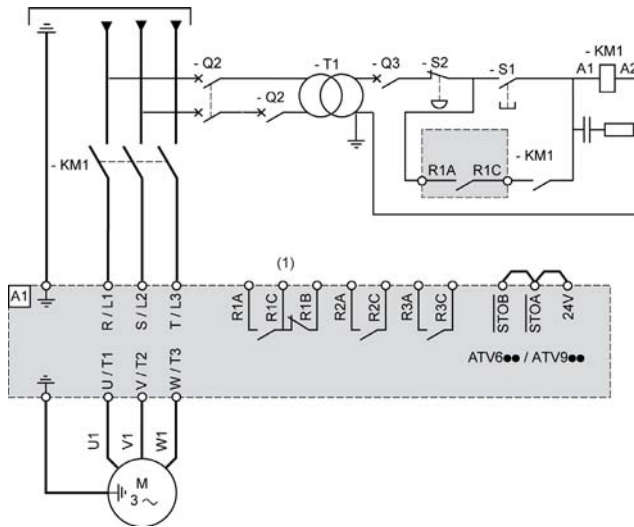 - Q2
- T1
- Q3
- S2
- S1
- KM1
A1
A2
- Q2
- KM1
R1A
R1C
- KM1
(1)
A1
R / L1
S / L2
T / L3
R1A
R1C
R1B
R2A
R2C
R3A
R3C
STOB
STOA
24V
ATV6●● / ATV9●●
U / T1
V / T2
W / T3
U1
V1
W1
M
3 ~